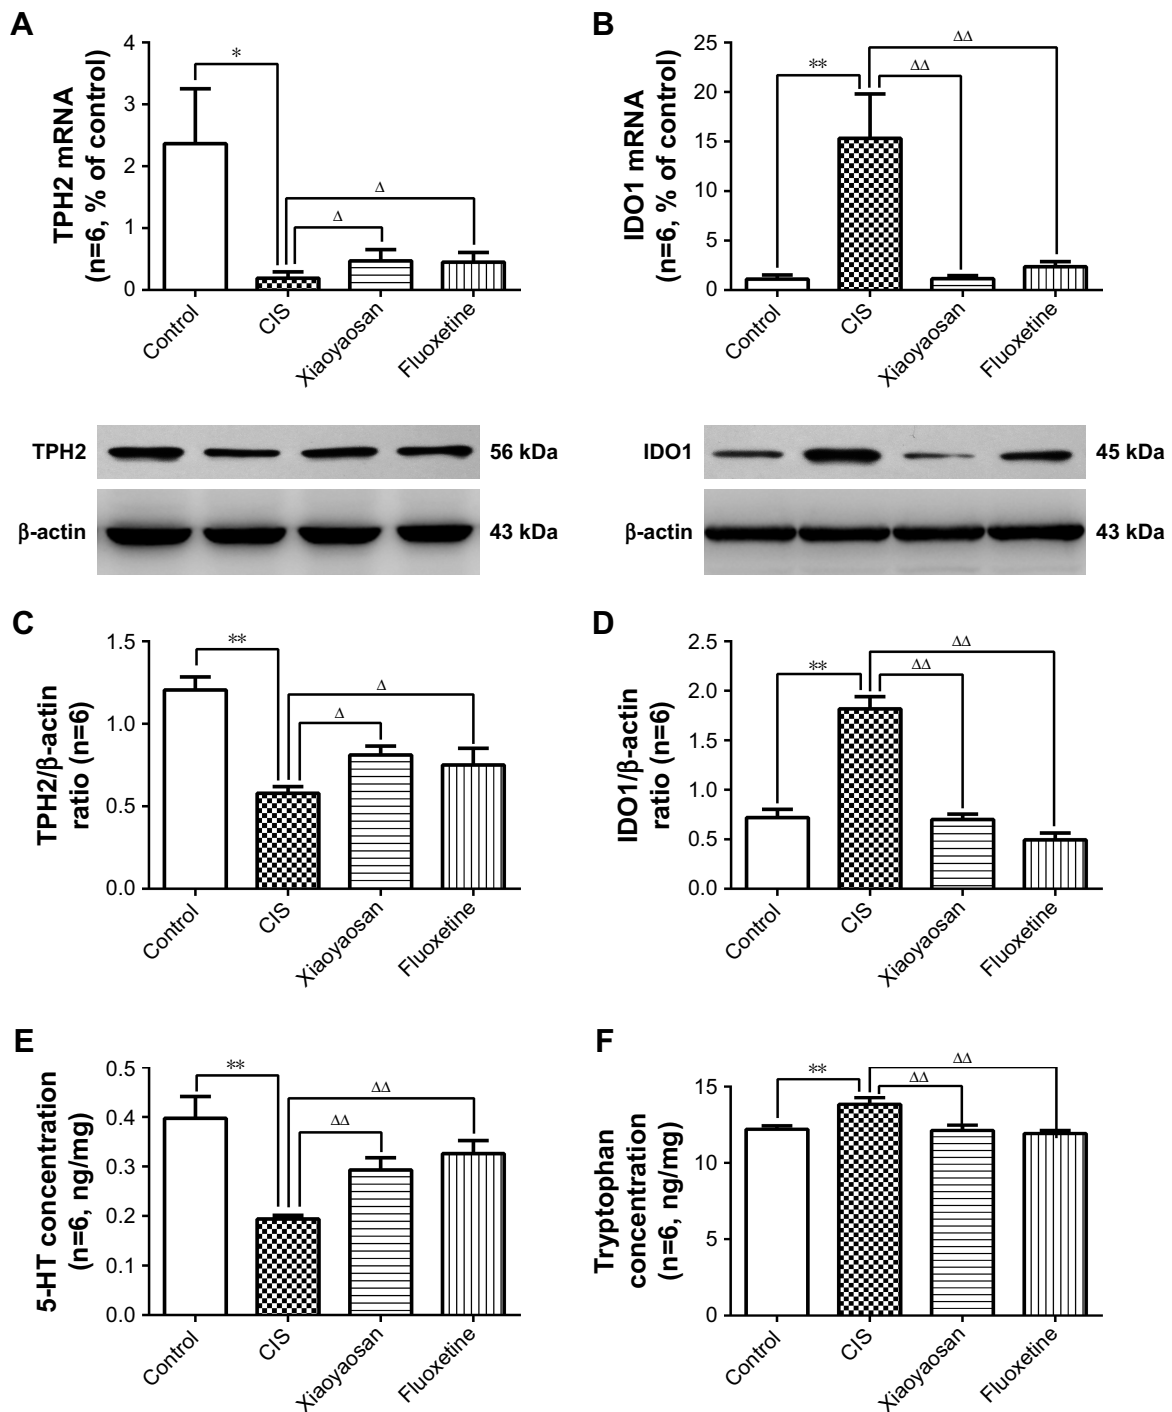 A
TPH2 mRNA
(n=6, % of control)
4
3
2
1
0
*
Δ
Δ
Control
CIS
Xiaoyaosan
Fluoxetine
B
IDO1 mRNA
(n=6, % of control)
25
20
15
10
5
0
**
ΔΔ
ΔΔ
Control
CIS
Xiaoyaosan
Fluoxetine
TPH2
56 kDa
β-actin
43 kDa
IDO1
45 kDa
β-actin
43 kDa
C
TPH2/β-actin
ratio (n=6)
1.5
1.0
0.5
0.0
**
Δ
Δ
Control
CIS
Xiaoyaosan
Fluoxetine
D
IDO1/β-actin
ratio (n=6)
2.5
2.0
1.5
1.0
0.5
0.0
**
ΔΔ
ΔΔ
Control
CIS
Xiaoyaosan
Fluoxetine
E
5-HT concentration
(n=6, ng/mg)
0.5
0.4
0.3
0.2
0.1
0.0
**
ΔΔ
ΔΔ
Control
CIS
Xiaoyaosan
Fluoxetine
F
Tryptophan
concentration
(n=6, ng/mg)
15
10
5
0
**
ΔΔ
ΔΔ
Control
CIS
Xiaoyaosan
Fluoxetine